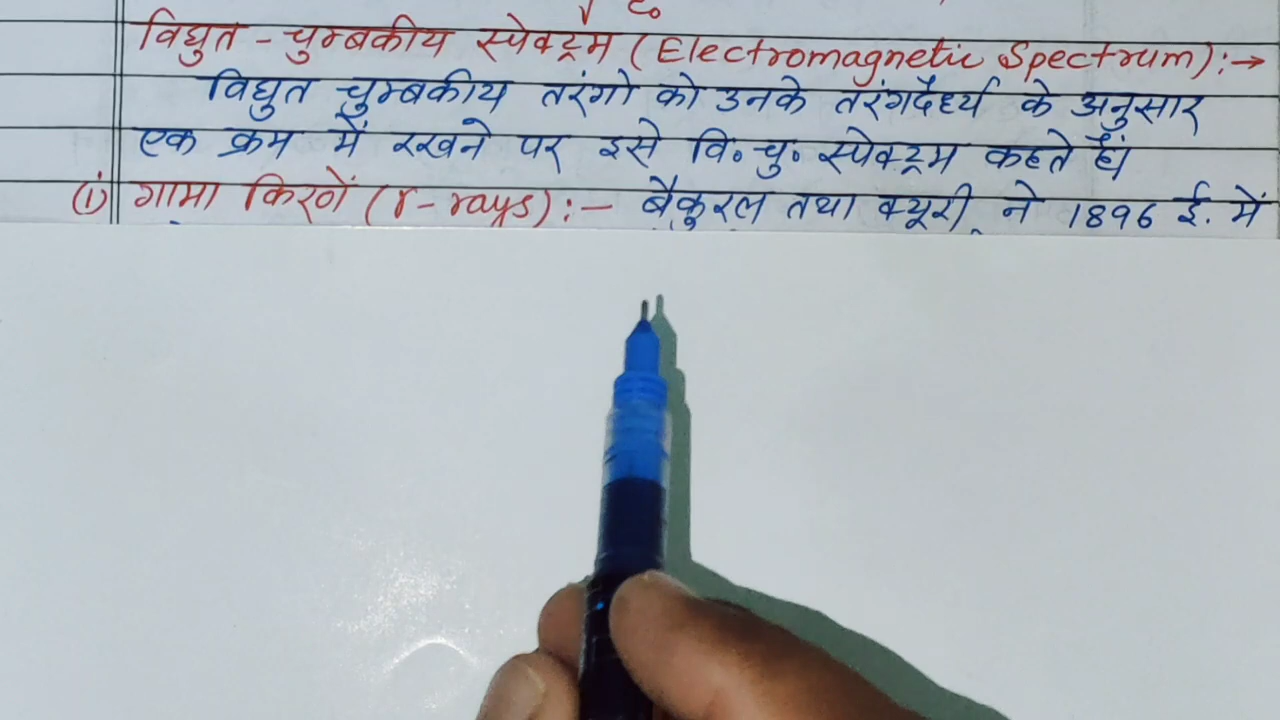 विद्युत - चुम्बकीय स्पेक्ट्रम (Electromagnetic Spectrum):→
विद्युत चुम्बकीय तरंगो को उनके तरंगदैर्ध्य के अनुसार
एक क्रम में रखने पर इसे वि॰ चु॰ स्पेक्ट्रम कहते हैं
(i) गामा किरणें (γ-rays):- बैकूरल तथा क्यूरी ने 1896 ई. में